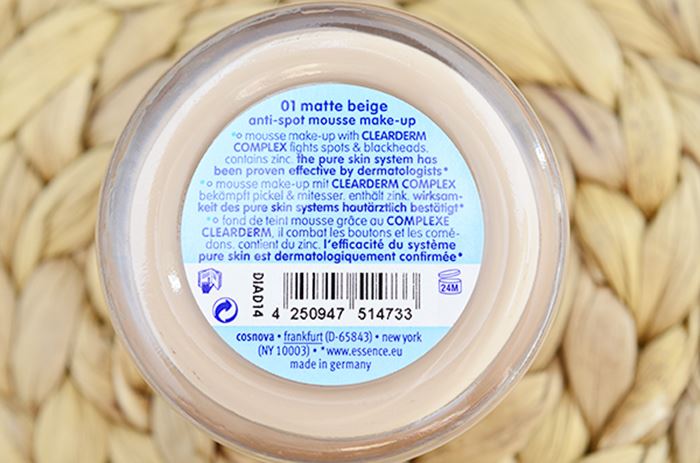 01 matte beige
anti-spot mousse make-up
*o mousse make-up with CLEARDERM
COMPLEX fights spots & blackheads,
contains zinc. the pure skin system has
been proven effective by dermatologists*
*o mousse make-up mit CLEARDERM COMPLEX
bekämpft pickel & mitesser. enthält zink. wirksam-
keit des pure skin systems hautärztlich bestätigt*
*o fond de teint mousse grâce au COMPLEXE
CLEARDERM, il combat les boutons et les comé-
dons. contient du zinc. l'efficacité du système
pure skin est dermatologiquement confirmée*
DIAD14
4 250947 514733
24M
cosnova • frankfurt (D-65843) • new york
(NY 10003) • *www.essence.eu
made in germany